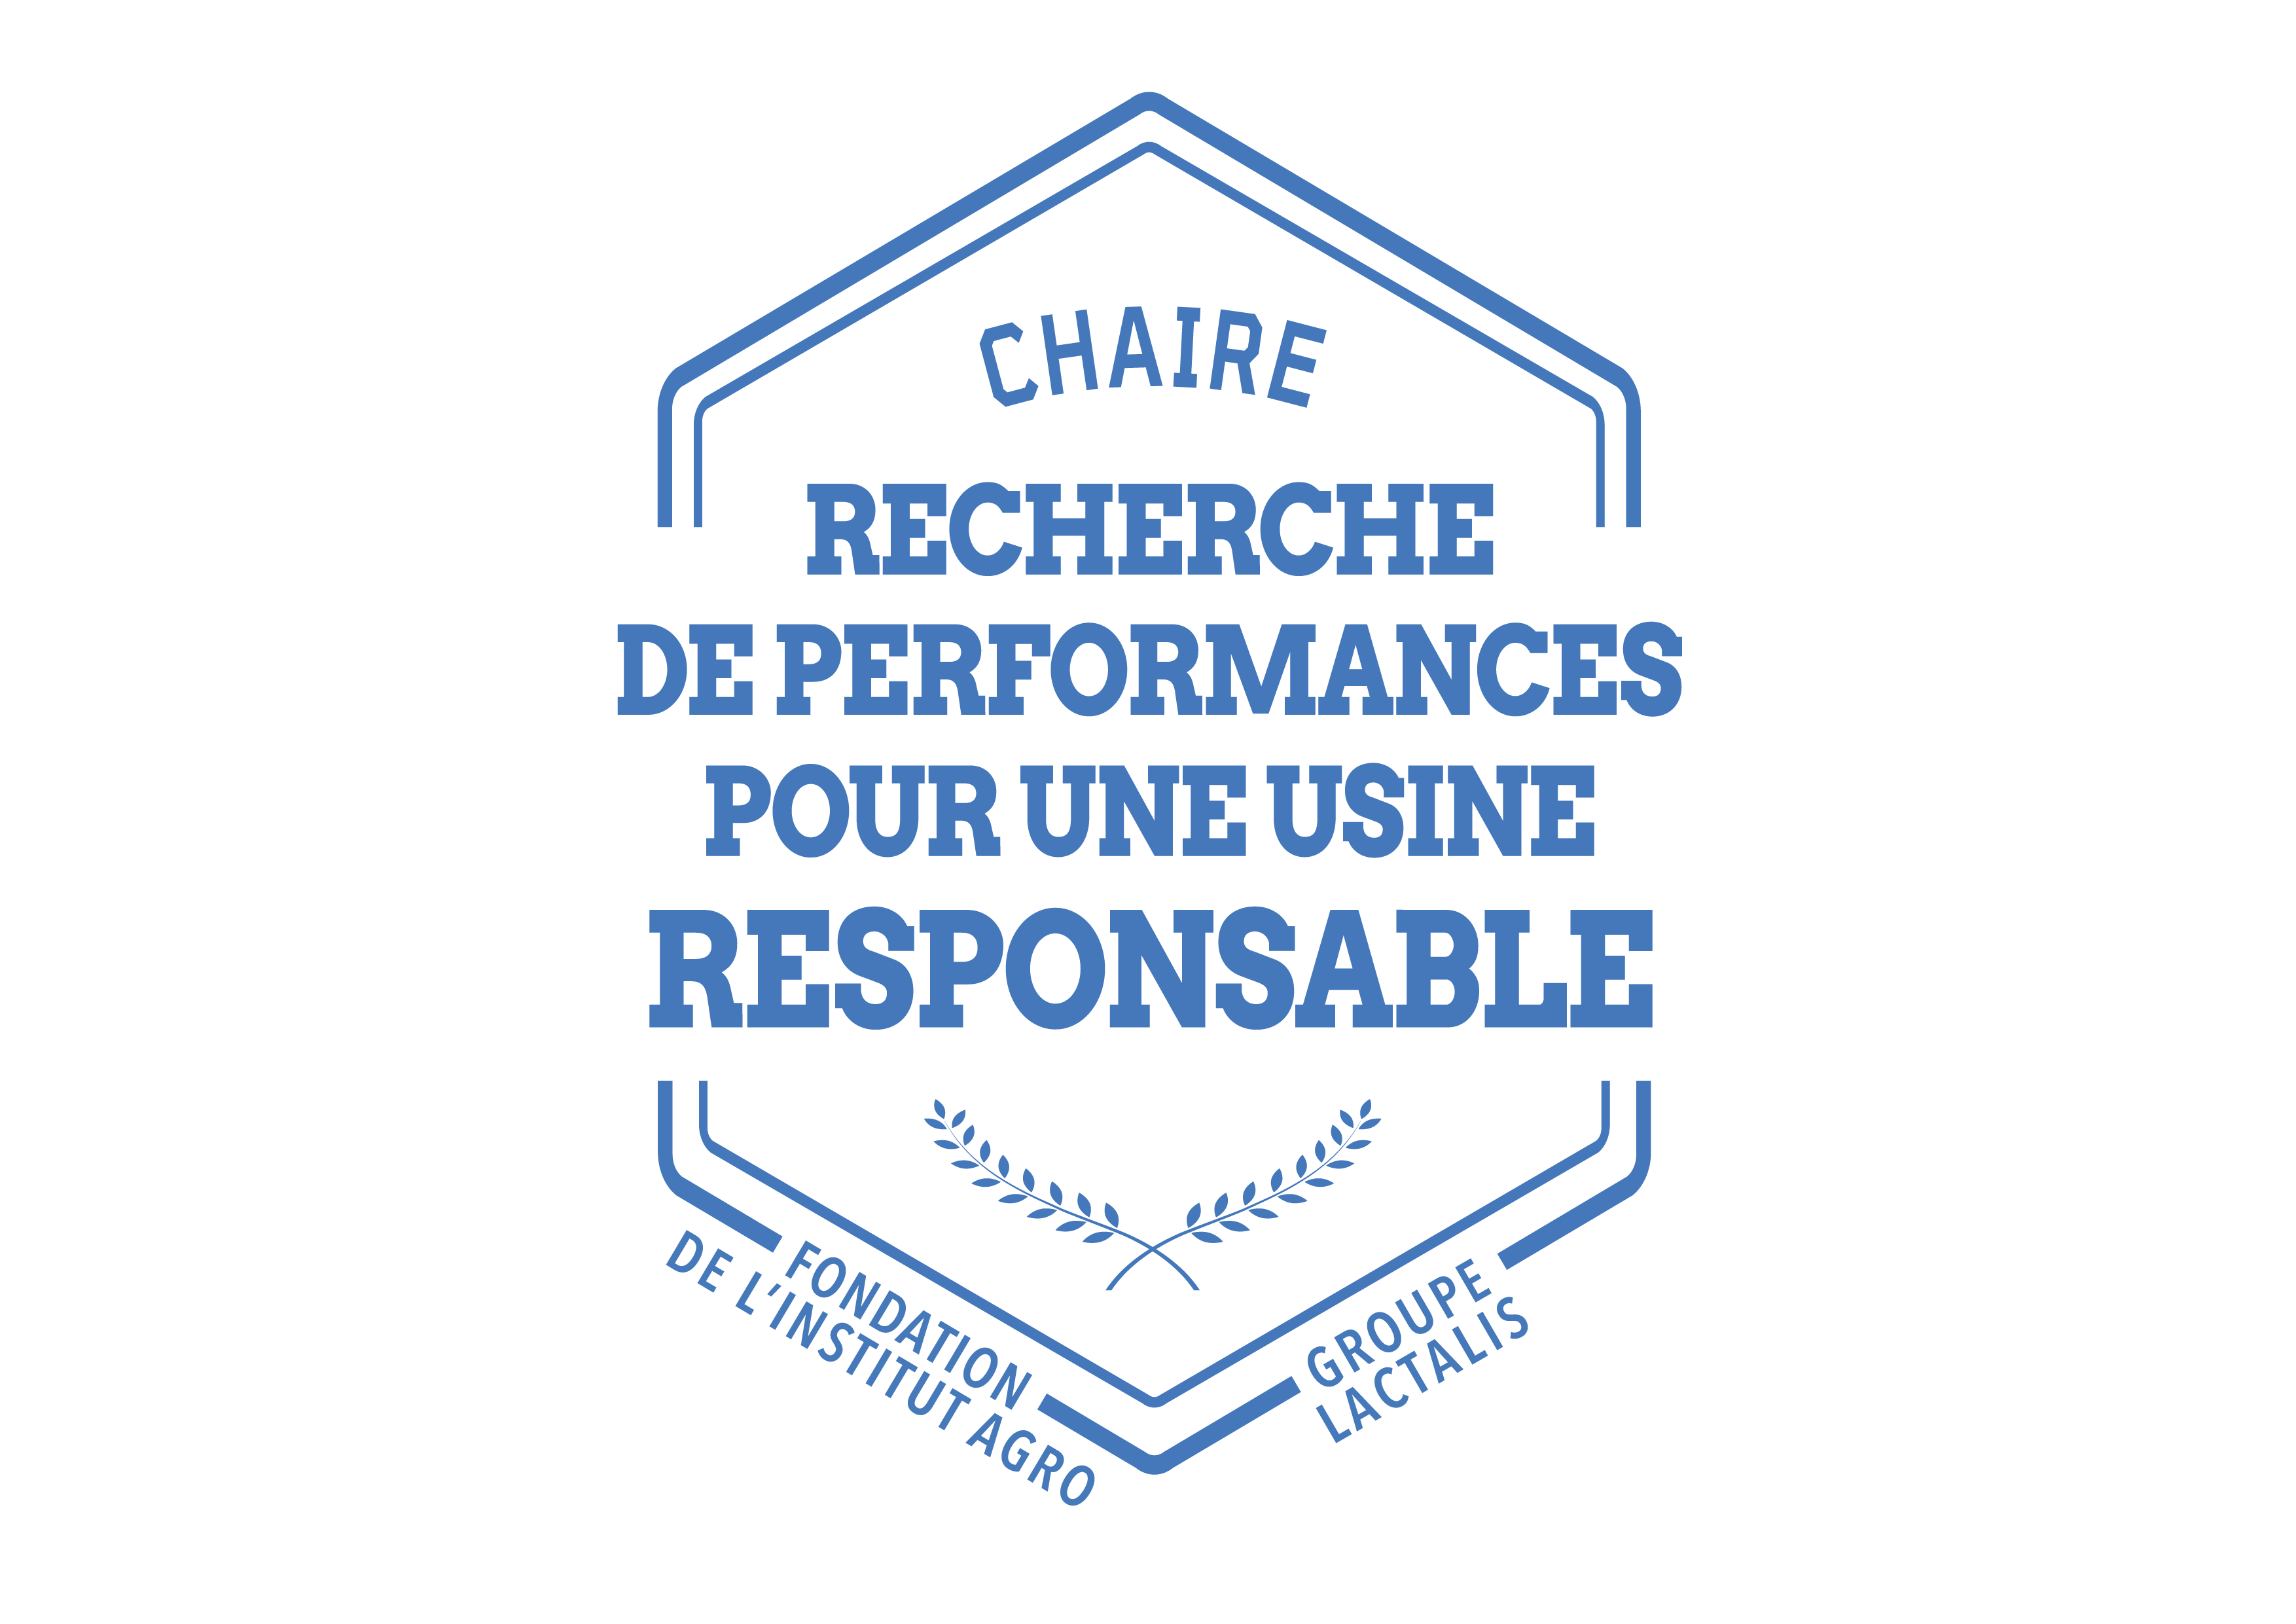 CHAIRE
RECHERCHE
DE PERFORMANCES
POUR UNE USINE
RESPONSABLE
FONDATION
DE L'INSTITUT AGRO
GROUPE
LACTALIS